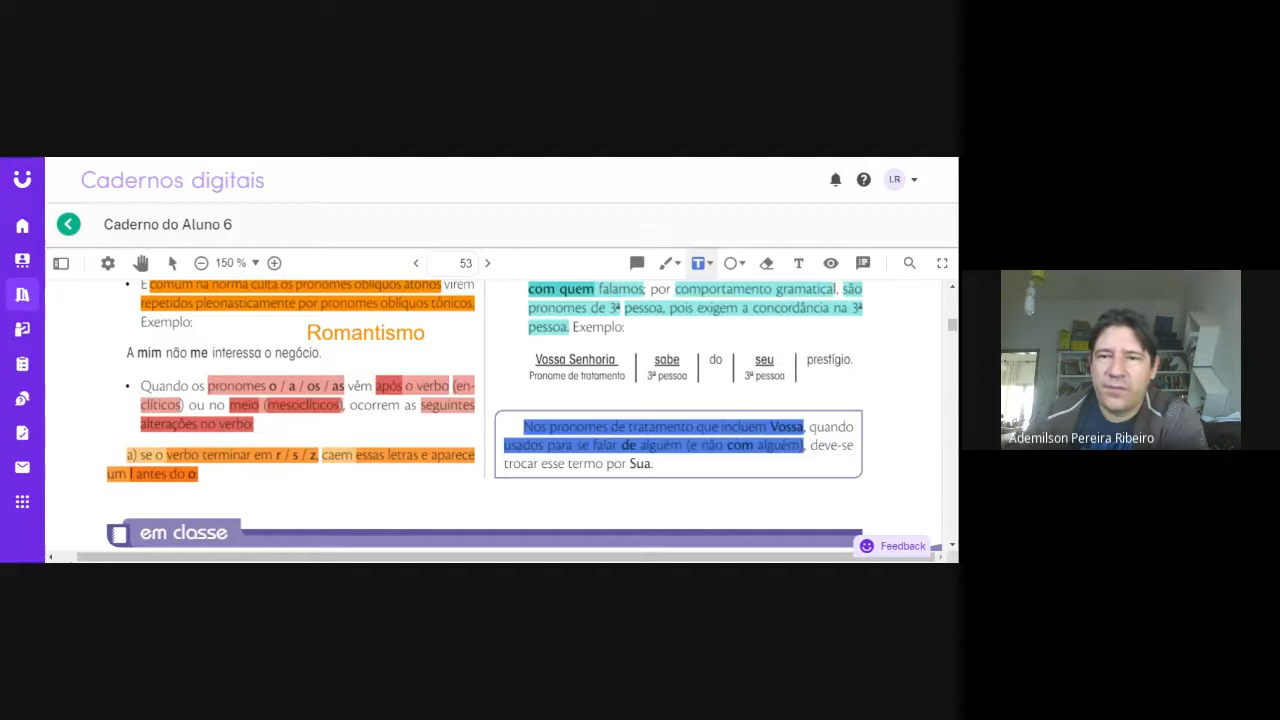 Cadernos digitais
LR
Caderno do Aluno 6
150 %
53
T
• É comum na norma culta os pronomes oblíquos átonos virem
repetidos pleonasticamente por pronomes oblíquos tônicos.
Exemplo:
Romantismo
A mim não me interessa o negócio.
• Quando os pronomes o / a / os / as vêm após o verbo (en-
clíticos) ou no meio (mesoclíticos), ocorrem as seguintes
alterações no verbo:
a) se o verbo terminar em r / s / z, caem essas letras e aparece
um l antes do o:
com quem falamos; por comportamento gramatical, são
pronomes de 3ª pessoa, pois exigem a concordância na 3ª
pessoa. Exemplo:
Vossa Senhoria sabe do seu prestígio.
Pronome de tratamento 3ª pessoa 3ª pessoa
Nos pronomes de tratamento que incluem Vossa, quando
usados para se falar de alguém (e não com alguém), deve-se
trocar esse termo por Sua.
em classe
Feedback
Ademilson Pereira Ribeiro